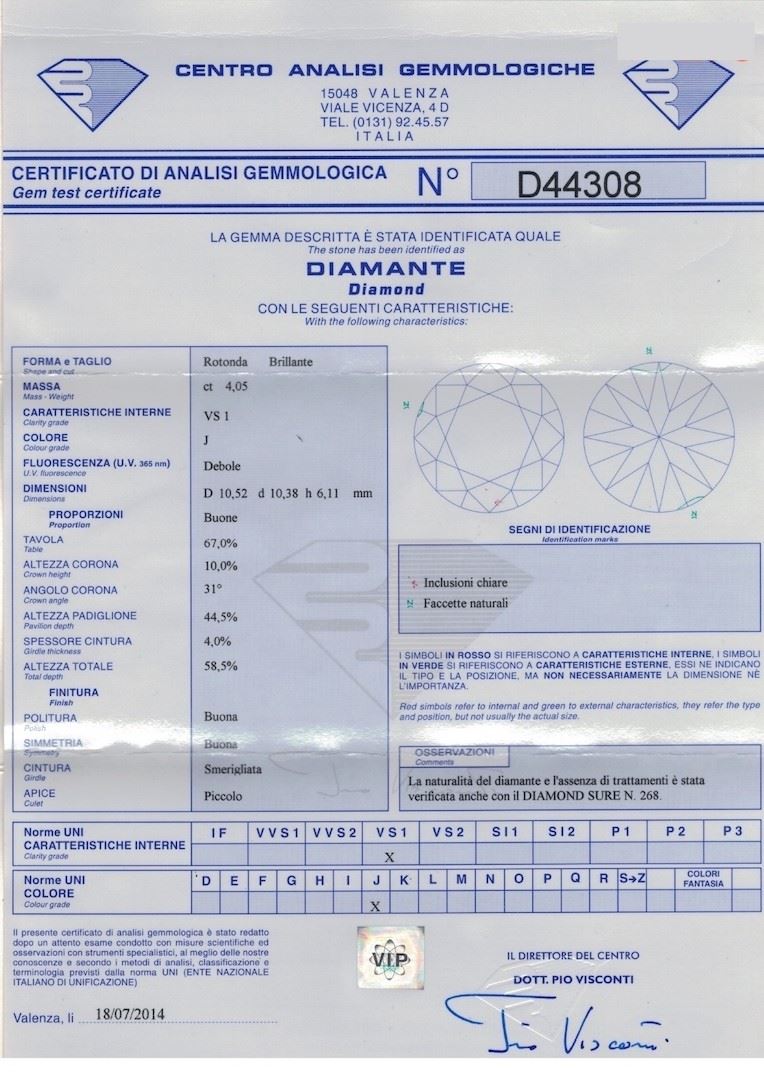 CENTRO ANALISI GEMMOLOGICHE
15048 VALENZA
VIALE VICENZA, 4 D
TEL. (0131) 92.45.57
ITALIA
CERTIFICATO DI ANALISI GEMMOLOGICA
Gem test certificate
N° D44308
LA GEMMA DESCRITTA È STATA IDENTIFICATA QUALE
The stone has been identified as
DIAMANTE
Diamond
CON LE SEGUENTI CARATTERISTICHE:
With the following characteristics:
FORMA e TAGLIO Rotonda Brillante
Shape and cut
MASSA ct 4,05
Mass - Weight
CARATTERISTICHE INTERNE VS 1
Clarity grade
COLORE J
Colour grade
FLUORESCENZA (U.V. 365 nm) Debole
U.V. fluorescence
DIMENSIONI D 10,52 d 10,38 h 6,11 mm
Dimensions
PROPORZIONI Buone
Proportion
TAVOLA 67,0%
Table
ALTEZZA CORONA 10,0%
Crown height
ANGOLO CORONA 31°
Crown angle
ALTEZZA PADIGLIONE 44,5%
Pavilion depth
SPESSORE CINTURA 4,0%
Girdle thickness
ALTEZZA TOTALE 58,5%
Total depth
FINITURA
Finish
POLITURA Buona
Polish
SIMMETRIA Buona
Symmetry
CINTURA Smerigliata
Girdle
APICE Piccolo
Culet
N
N
N
SEGNI DI IDENTIFICAZIONE
Identification marks
Inclusioni chiare
N Faccette naturali
I SIMBOLI IN ROSSO SI RIFERISCONO A CARATTERISTICHE INTERNE, I SIMBOLI
IN VERDE SI RIFERISCONO A CARATTERISTICHE ESTERNE, ESSI NE INDICANO
IL TIPO E LA POSIZIONE, MA NON NECESSARIAMENTE LA DIMENSIONE NÈ
L'IMPORTANZA.
Red symbols refer to internal and green to external characteristics, they refer the type
and position, but not usually the actual size.
OSSERVAZIONI
Comments
La naturalità del diamante e l'assenza di trattamenti è stata
verificata anche con il DIAMOND SURE N. 268.
Norme UNI IF VVS1 VVS2 VS1 VS2 SI1 SI2 P1 P2 P3
CARATTERISTICHE INTERNE
Clarity grade X
Norme UNI D E F G H I J K L M N O P Q R S→Z COLORI FANTASIA
COLORE
Colour grade X
Il presente certificato di analisi gemmologica è stato redatto
dopo un attento esame condotto con misure scientifiche ed
osservazioni con strumenti specialistici, al meglio delle nostre
conoscenze e secondo i metodi di analisi, classificazione e
terminologia previsti dalla norma UNI (ENTE NAZIONALE
ITALIANO DI UNIFICAZIONE)
VIP
IL DIRETTORE DEL CENTRO
DOTT. PIO VISCONTI
Valenza, li 18/07/2014
Pio Visconti